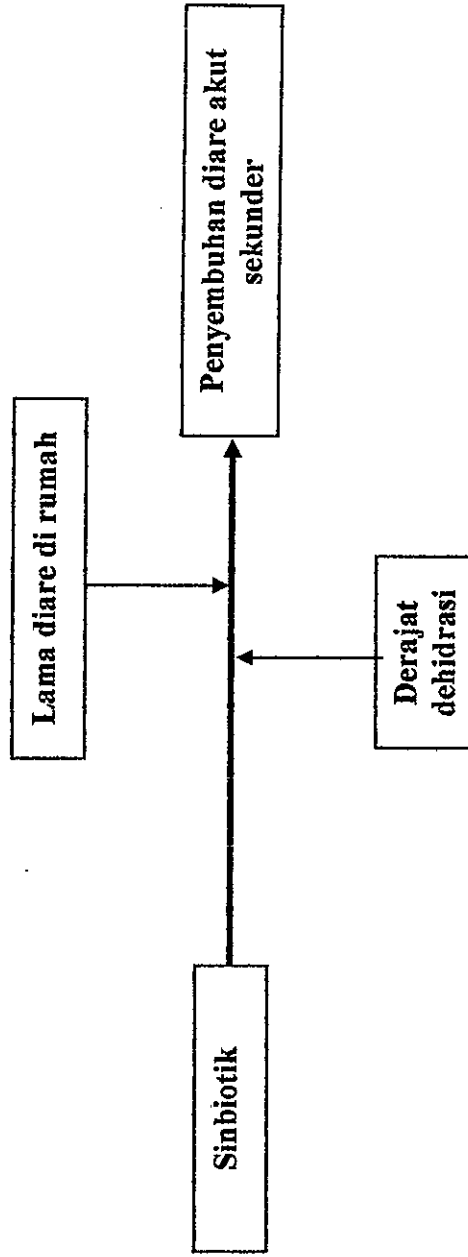 Lama diare di rumah
Sinbiotik
Penyembuhan diare akut
sekunder
Derajat
dehidrasi